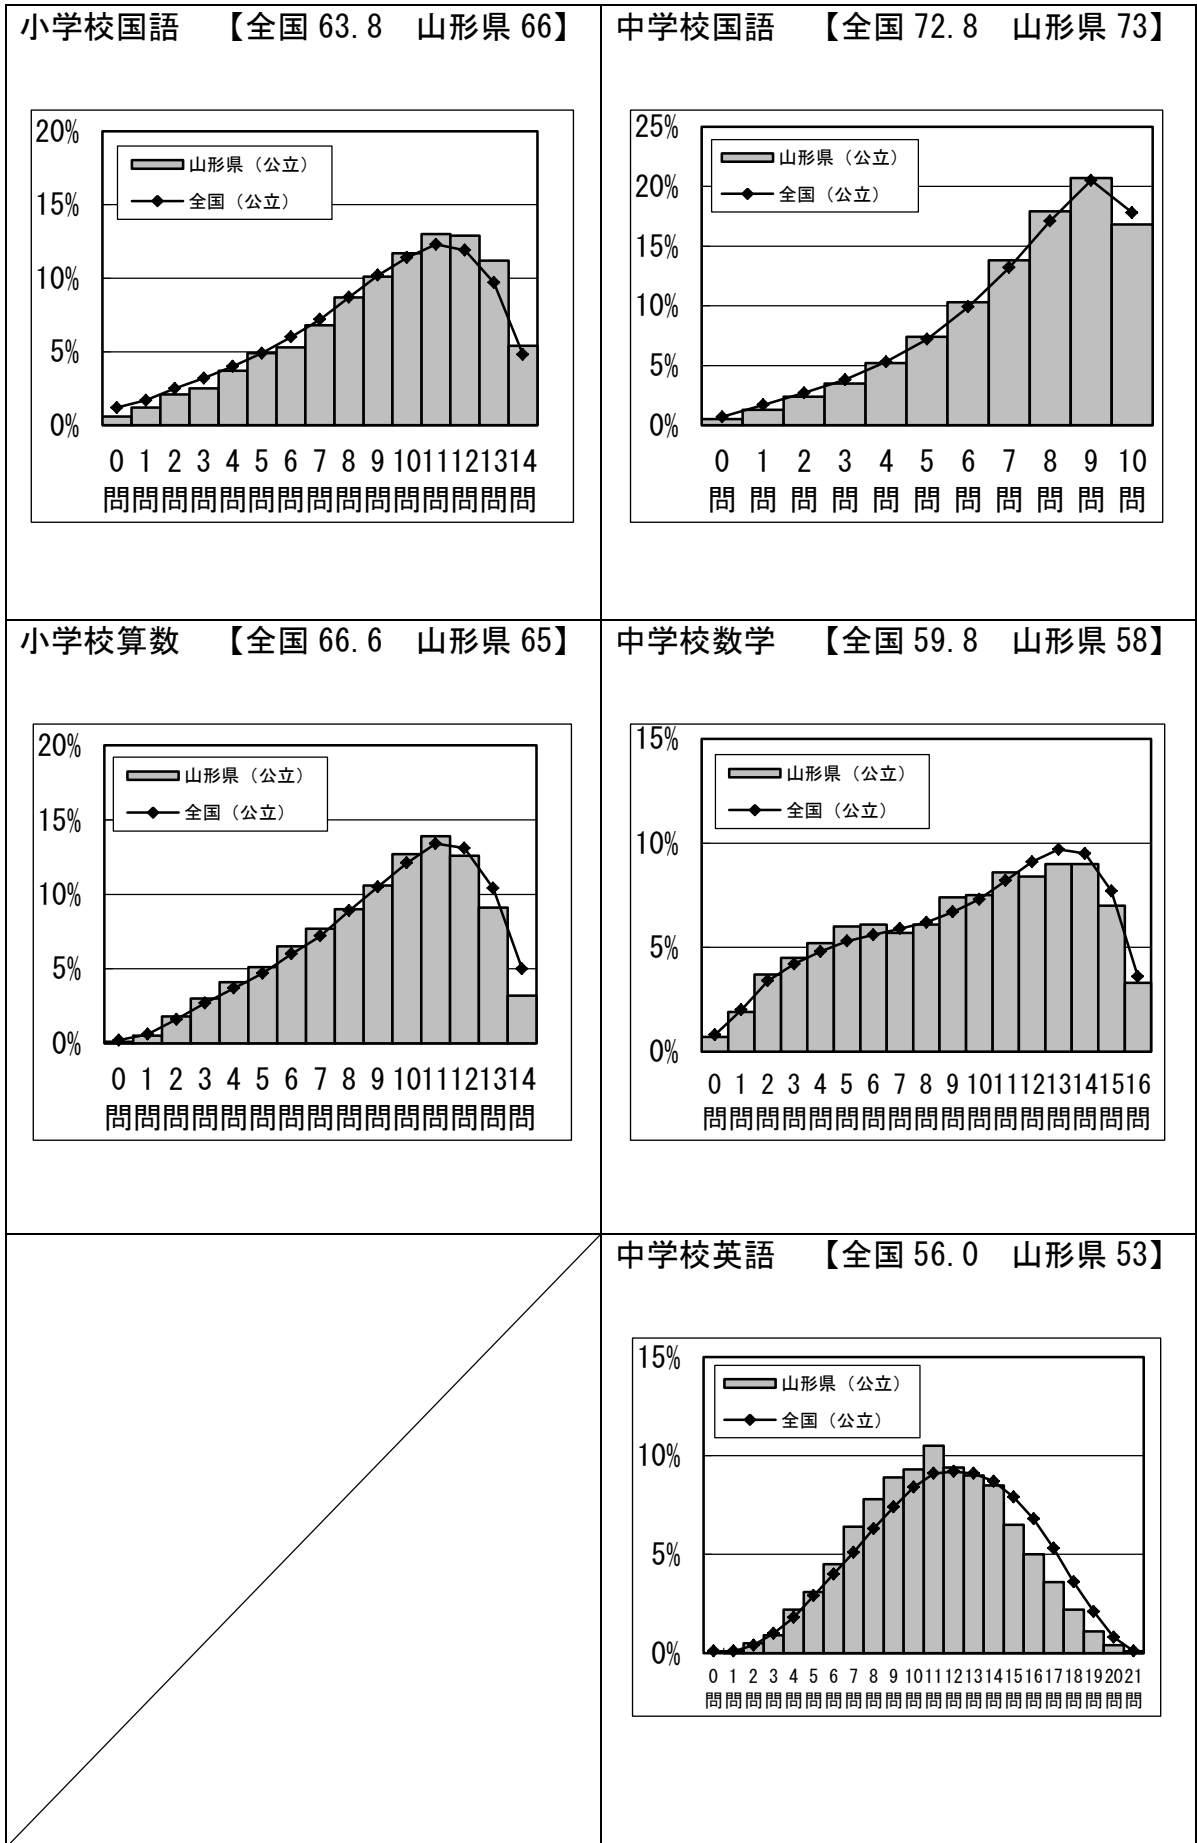 小学校国語　【全国 63.8　山形県 66】
20%
15%
10%
5%
0%
山形県（公立）
全国（公立）
0 1 2 3 4 5 6 7 8 9 10 11 12 13 14
問 問 問 問 問 問 問 問 問 問 問 問 問 問 問
中学校国語　【全国 72.8　山形県 73】
25%
20%
15%
10%
5%
0%
山形県（公立）
全国（公立）
0 1 2 3 4 5 6 7 8 9 10
問 問 問 問 問 問 問 問 問 問 問
小学校算数　【全国 66.6　山形県 65】
20%
15%
10%
5%
0%
山形県（公立）
全国（公立）
0 1 2 3 4 5 6 7 8 9 10 11 12 13 14
問 問 問 問 問 問 問 問 問 問 問 問 問 問 問
中学校数学　【全国 59.8　山形県 58】
15%
10%
5%
0%
山形県（公立）
全国（公立）
0 1 2 3 4 5 6 7 8 9 10 11 12 13 14 15 16
問 問 問 問 問 問 問 問 問 問 問 問 問 問 問 問 問
中学校英語　【全国 56.0　山形県 53】
15%
10%
5%
0%
山形県（公立）
全国（公立）
0 1 2 3 4 5 6 7 8 9 10 11 12 13 14 15 16 17 18 19 20 21
問 問 問 問 問 問 問 問 問 問 問 問 問 問 問 問 問 問 問 問 問 問